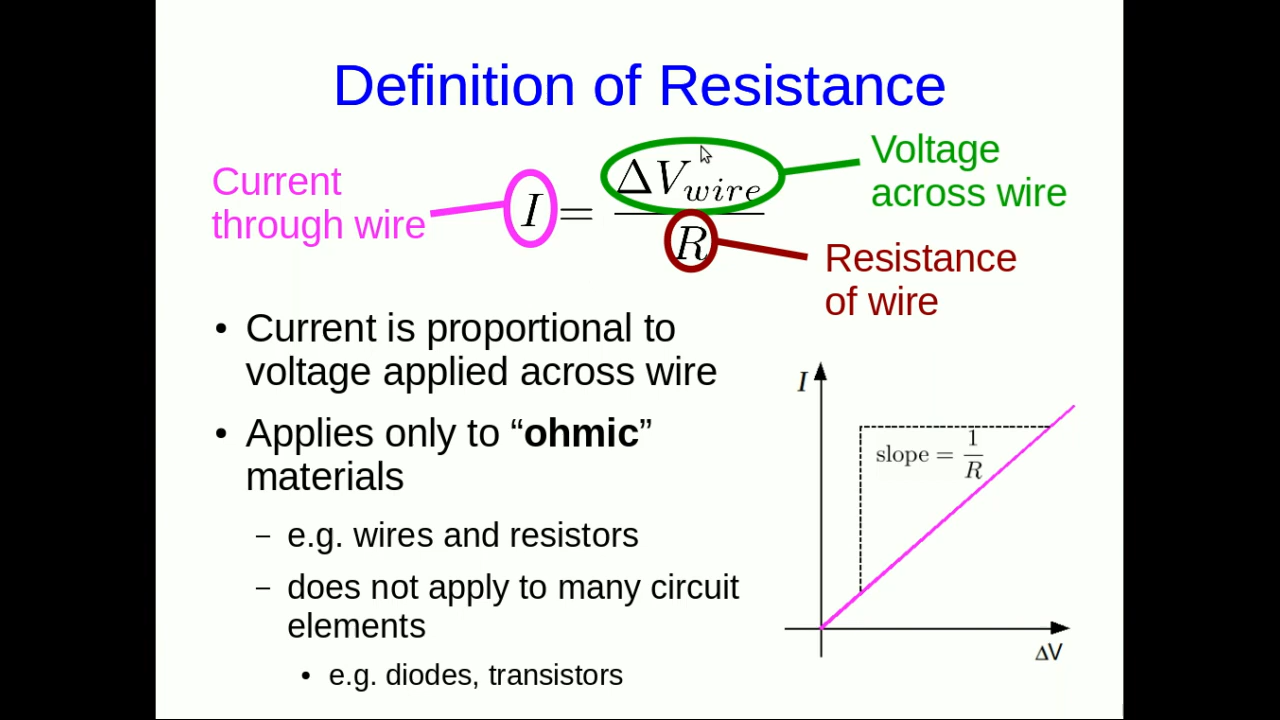 Definition of Resistance
Current
through wire
I = ΔV_wire / R
Voltage
across wire
Resistance
of wire
• Current is proportional to
voltage applied across wire
• Applies only to “ohmic”
materials
– e.g. wires and resistors
– does not apply to many circuit
elements
• e.g. diodes, transistors
I
slope = 1/R
ΔV